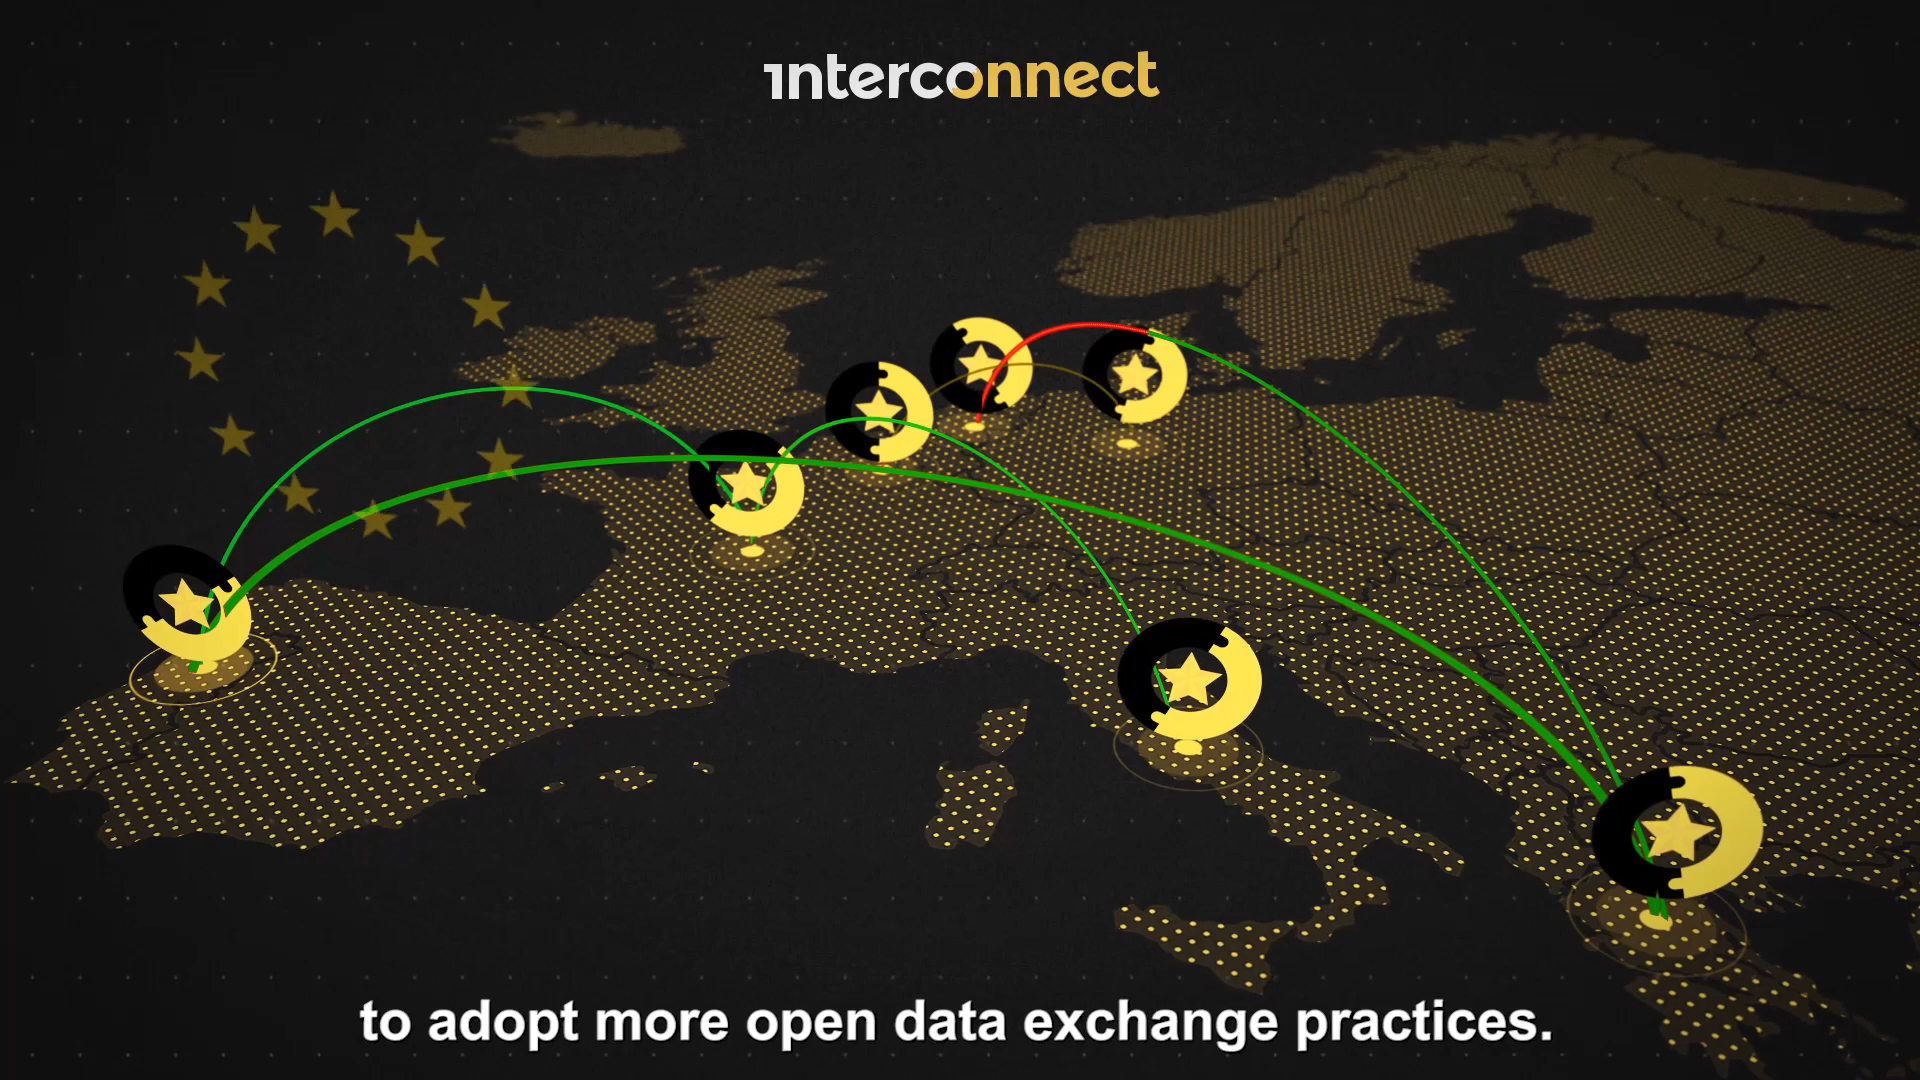 interconnect
to adopt more open data exchange practices.